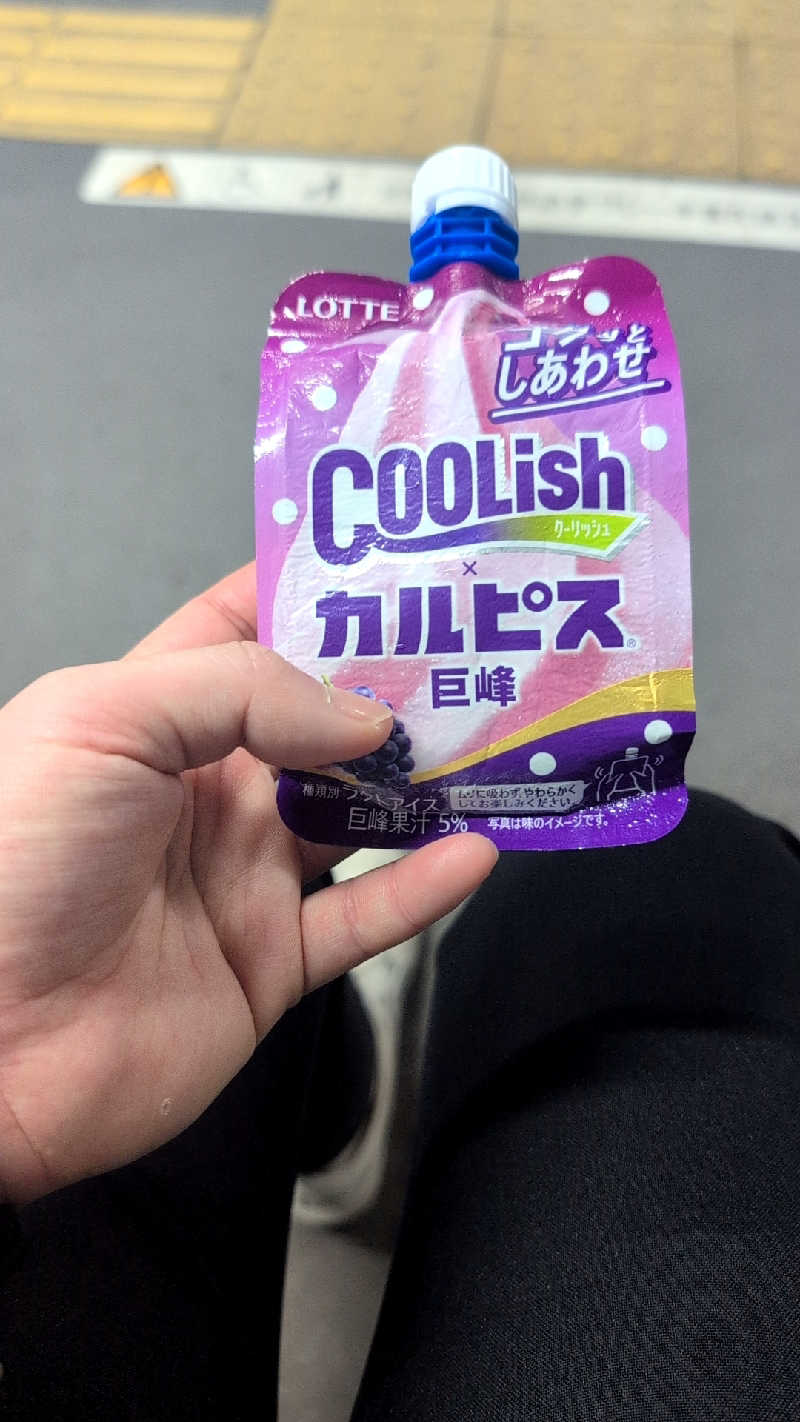 LOTTE
しあわせ
COOLish
クーリッシュ
×
カルピス®
巨峰
種類別 ラクトアイス
ムリに吸わず、やわらかく
してお楽しみください。
巨峰果汁 5%
写真は味のイメージです。